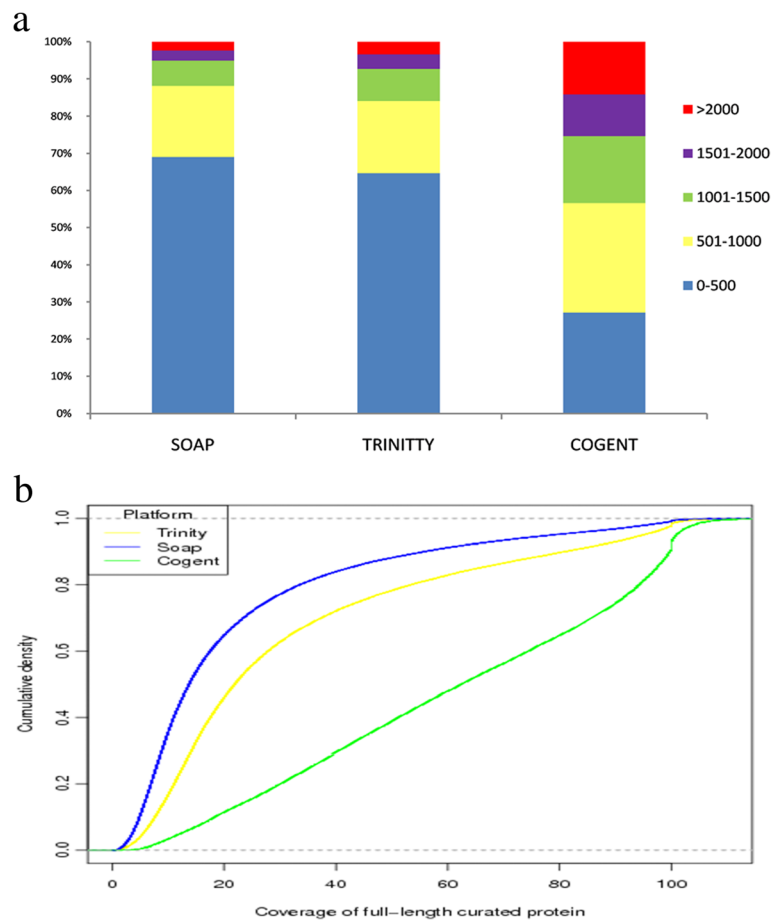 a
100%
90%
80%
70%
60%
50%
40%
30%
20%
10%
0%
SOAP TRINITTY COGENT
>2000
1501-2000
1001-1500
501-1000
0-500
b
Platform
Trinity
Soap
Cogent
Cumulative density
1.0
0.8
0.6
0.4
0.2
0.0
0 20 40 60 80 100
Coverage of full-length curated protein